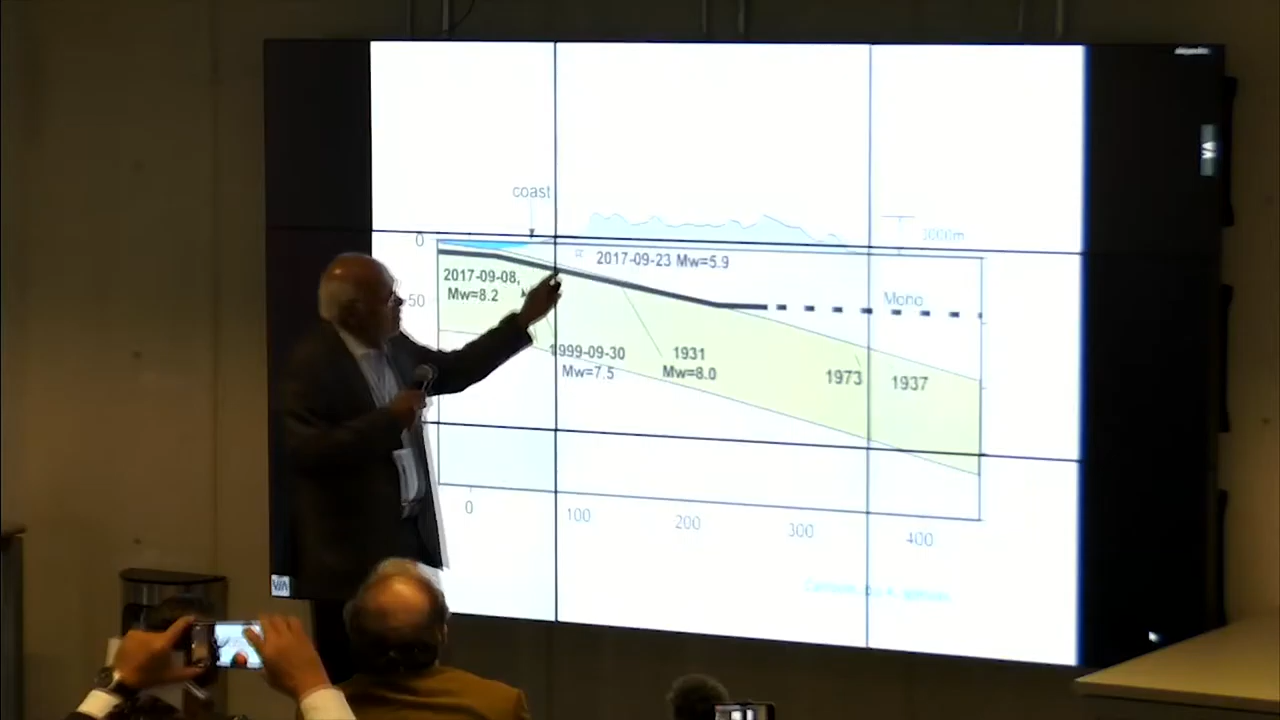 coast
3000m
0
2017-09-23 Mw=5.9
2017-09-08,
Mw=8.2
50
Mono
1999-09-30
Mw=7.5
1931
Mw=8.0
1973
1937
0
100
200
300
400